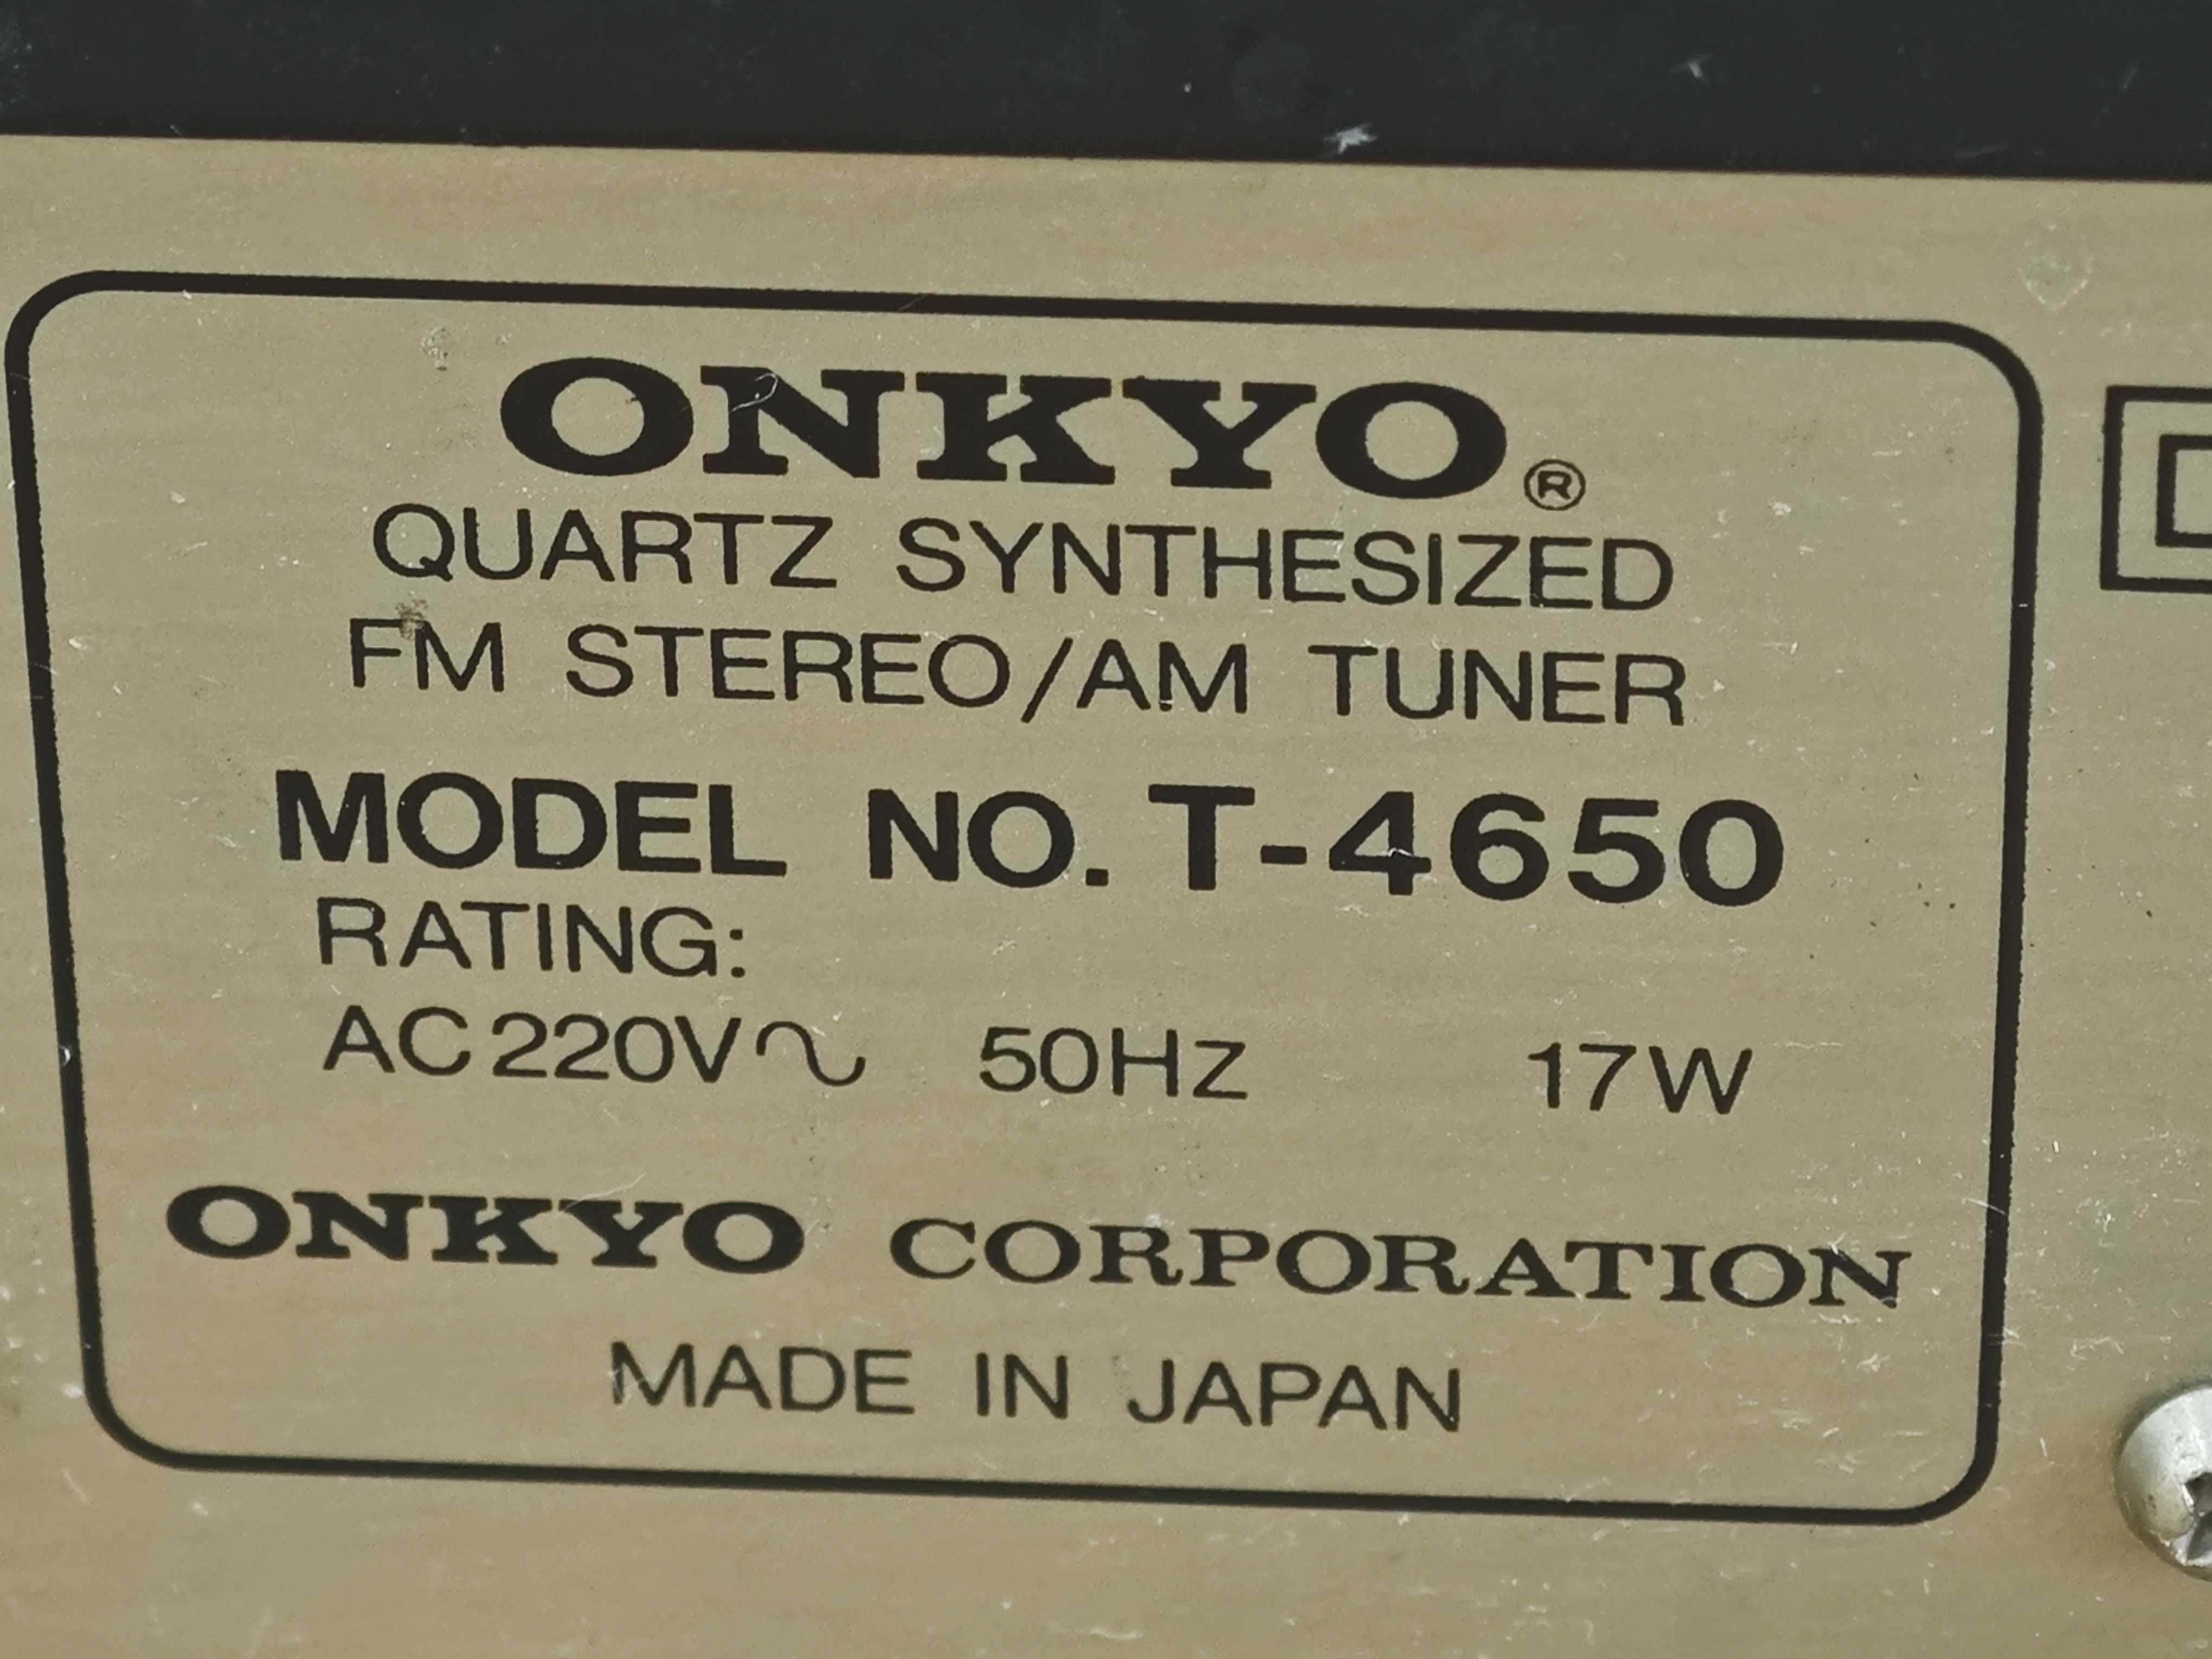 ONKYO®
QUARTZ SYNTHESIZED
FM STEREO/AM TUNER
MODEL NO. T-4650
RATING:
AC 220V∿ 50Hz 17W
ONKYO CORPORATION
MADE IN JAPAN